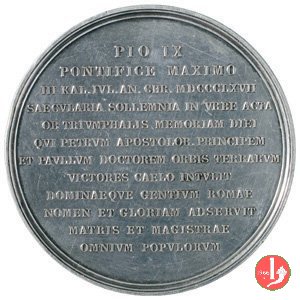 PIO IX
PONTIFICE MAXIMO
III KAL. IVL. AN. CHR. MDCCCLXVII
SAECVLARIA SOLLEMNIA IN VRBE ACTA
OB TRIVMPHALIS MEMORIAM DIEI
QVI PETRVM APOSTOLOR. PRINCIPEM
ET PAVLLVM DOCTOREM ORBIS TERRARVM
VICTORES CAELO INTVLIT
DOMINAEQVE GENTIVM ROMAE
NOMEN ET GLORIAM ADSERVIT
MATRIS ET MAGISTRAE
OMNIVM POPVLORVM